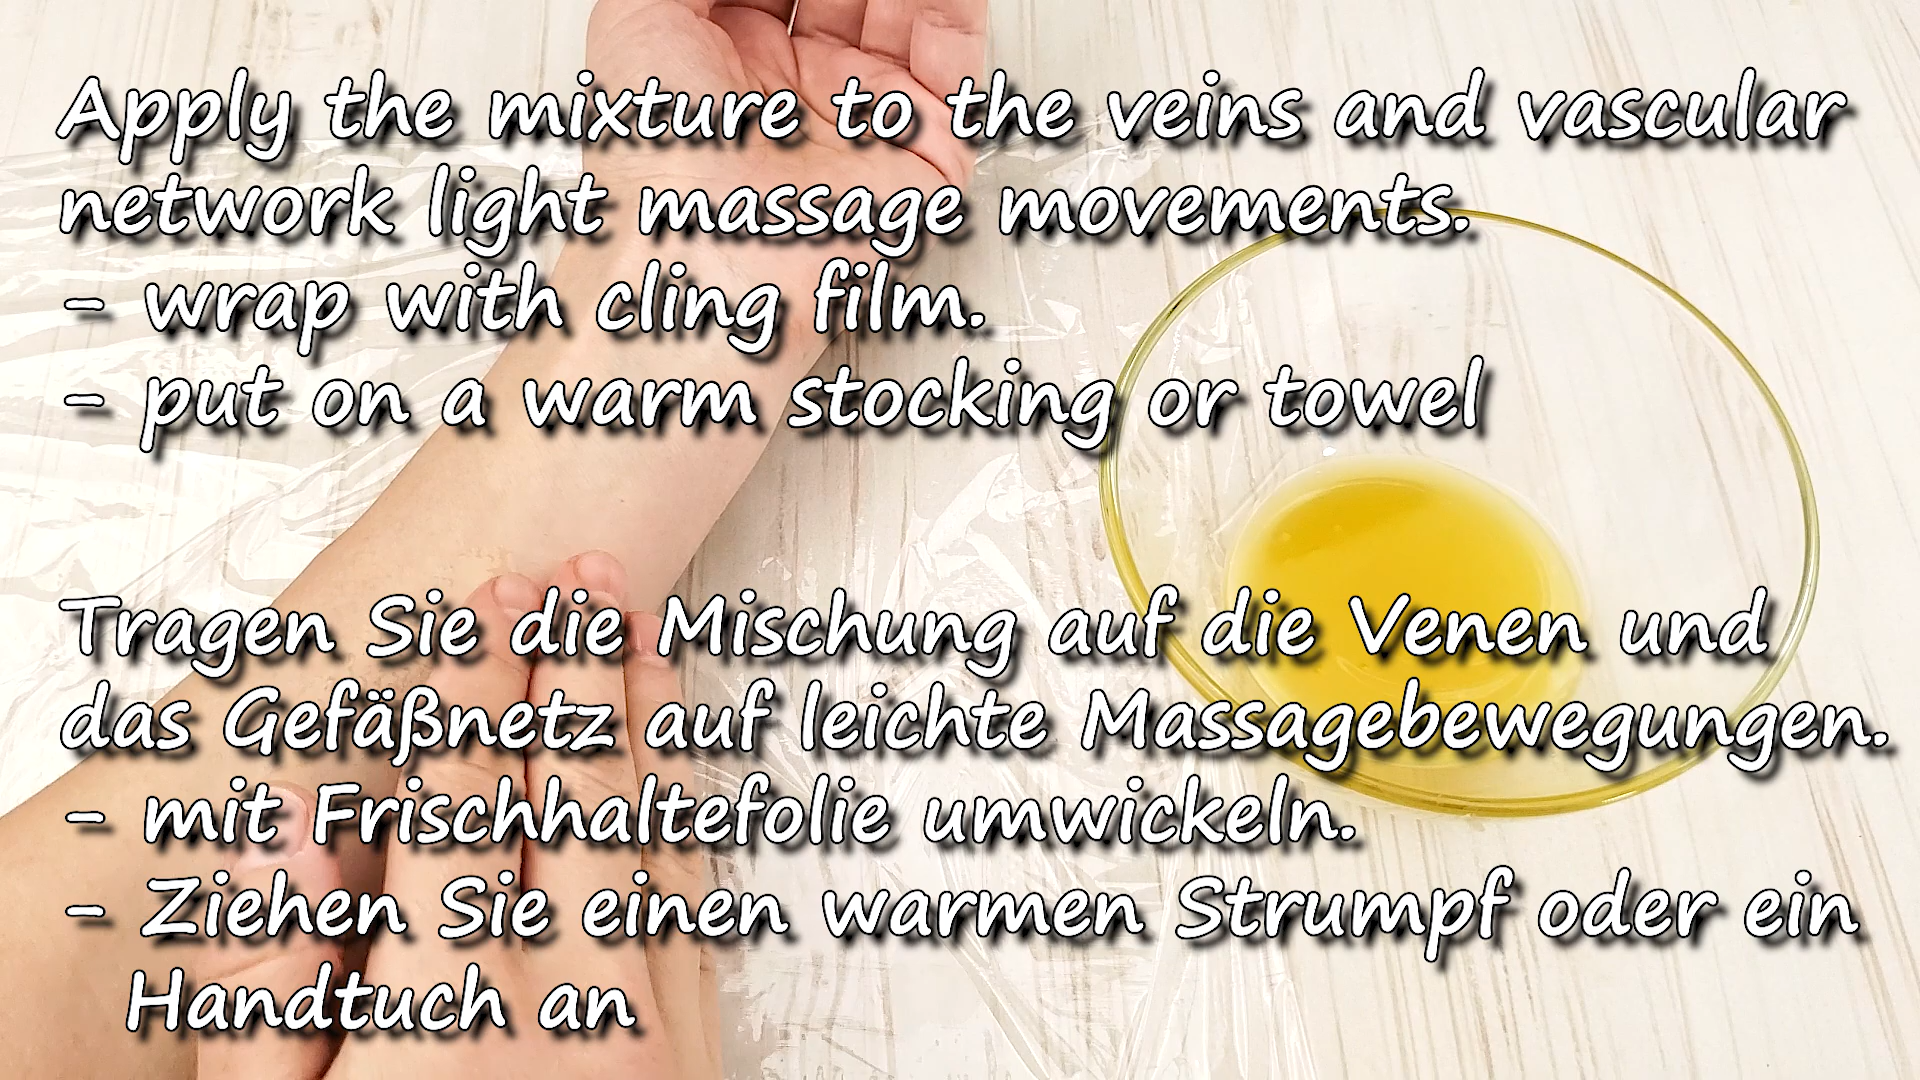 Apply the mixture to the veins and vascular
network light massage movements.
- wrap with cling film.
- put on a warm stocking or towel
Tragen Sie die Mischung auf die Venen und
das Gefäßnetz auf leichte Massagebewegungen.
- mit Frischhaltefolie umwickeln.
- Ziehen Sie einen warmen Strumpf oder ein
Handtuch an